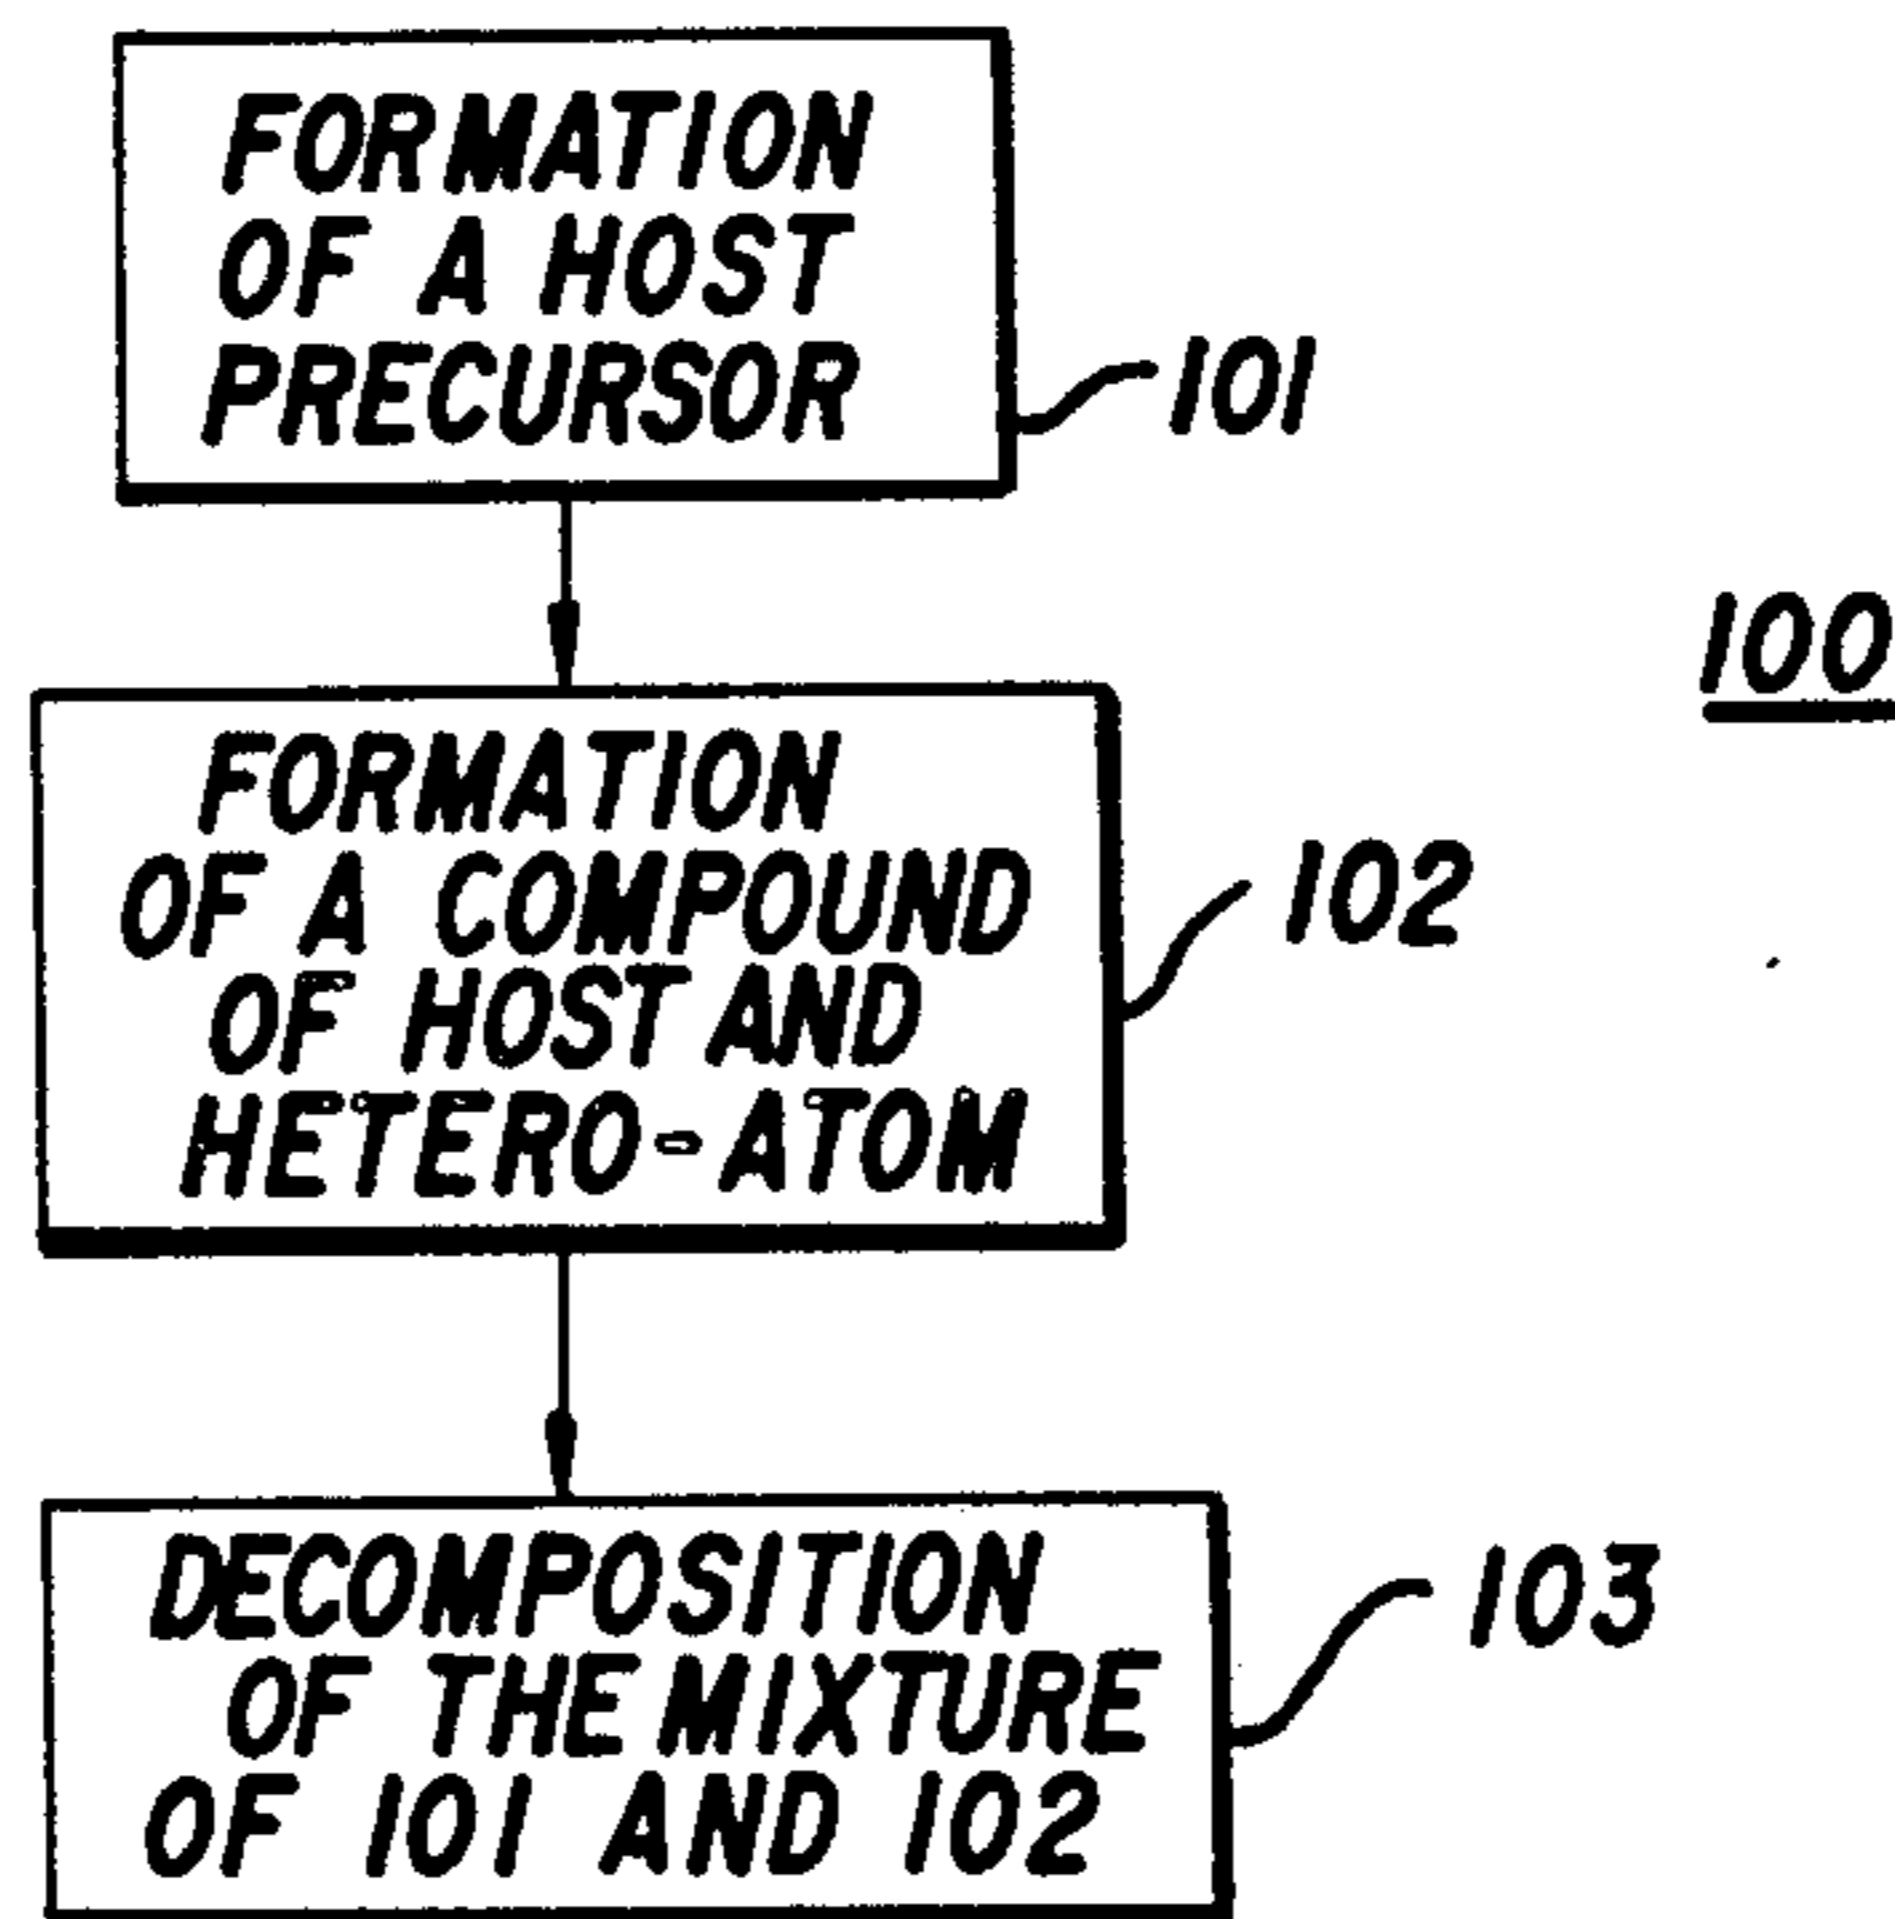 FORMATION
OF A HOST
PRECURSOR
101
100
FORMATION
OF A COMPOUND
OF HOST AND
HETERO-ATOM
102
DECOMPOSITION
OF THE MIXTURE
OF 101 AND 102
103